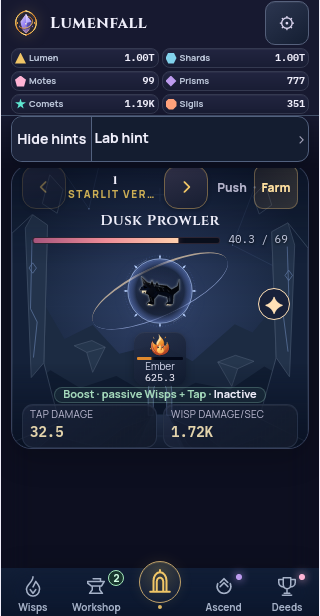 LUMENFALL
Lumen 1.00T
Shards 1.00T
Motes 99
Prisms 777
Comets 1.19K
Sigils 351
Hide hints
Lab hint
1
STARLIT VER…
Push
Farm
DUSK PROWLER
40.3 / 69
Ember
625.3
Boost · passive Wisps + Tap · Inactive
TAP DAMAGE
32.5
WISP DAMAGE/SEC
1.72K
2
Wisps
Workshop
Ascend
Deeds